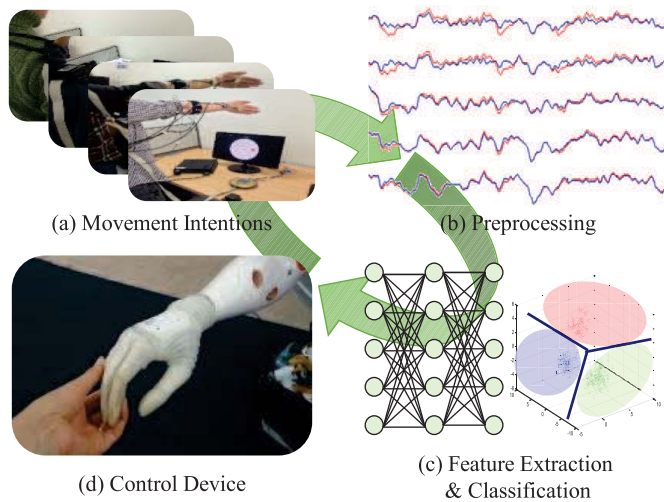 (a) Movement Intentions
(b) Preprocessing
(d) Control Device
(c) Feature Extraction
& Classification